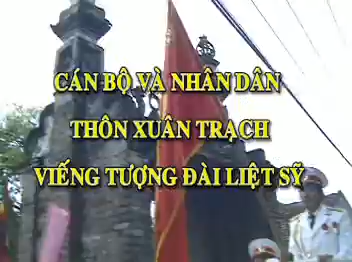 CÁN BỘ VÀ NHÂN DÂN
THÔN XUÂN TRẠCH
VIẾNG TƯỢNG ĐÀI LIỆT SỸ